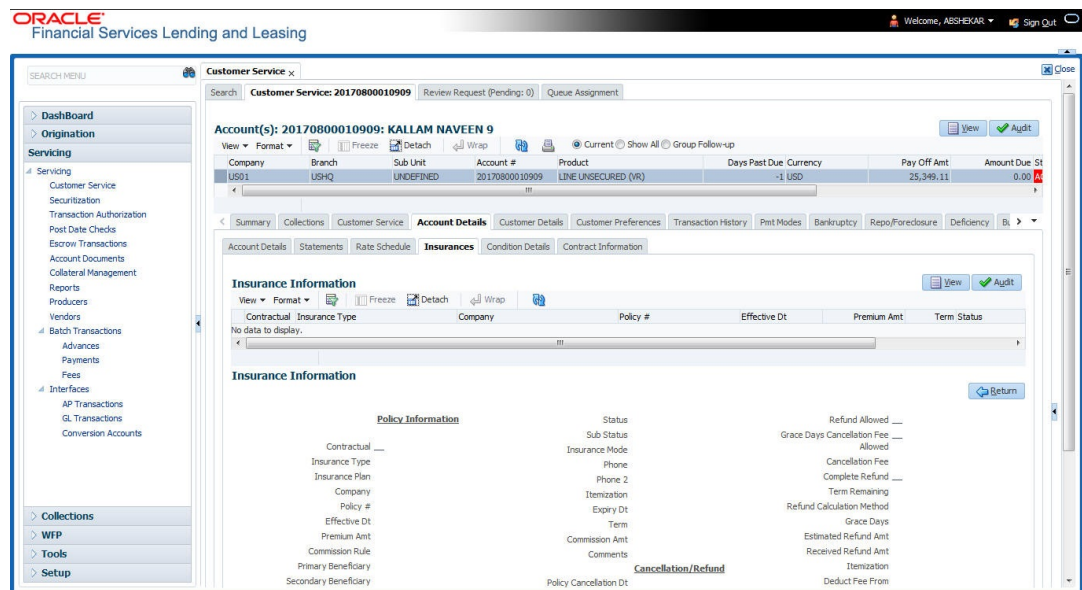 ORACLE
Financial Services Lending and Leasing
Welcome, ABSHEKAR
Sign Out
SEARCH MENU
DashBoard
Origination
Servicing
Servicing
Customer Service
Securitization
Transaction Authorization
Post Date Checks
Escrow Transactions
Account Documents
Collateral Management
Reports
Producers
Vendors
Batch Transactions
Advances
Payments
Fees
Interfaces
AP Transactions
GL Transactions
Conversion Accounts
Collections
WFP
Tools
Setup
Customer Service x
Close
Search Customer Service: 20170800010909 Review Request (Pending: 0) Queue Assignment
Account(s): 20170800010909: KALLAM NAVEEN 9
View Audit
View Format Freeze Detach Wrap Current Show All Group Follow-up
Company Branch Sub Unit Account # Product Days Past Due Currency Pay Off Amt Amount Due St
US01 USHQ UNDEFINED 20170800010909 LINE UNSECURED (VR) -1 USD 25,349.11 0.00
Summary Collections Customer Service Account Details Customer Details Customer Preferences Transaction History Pmt Modes Bankruptcy Repo/Foreclosure Deficiency
Account Details Statements Rate Schedule Insurances Condition Details Contract Information
Insurance Information
View Audit
View Format Freeze Detach Wrap
Contractual Insurance Type Company Policy # Effective Dt Premium Amt Term Status
No data to display.
Insurance Information
Return
Policy Information
Contractual
Insurance Type
Insurance Plan
Company
Policy #
Effective Dt
Premium Amt
Commission Rule
Primary Beneficiary
Secondary Beneficiary
Status
Sub Status
Insurance Mode
Phone
Phone 2
Itemization
Expiry Dt
Term
Commission Amt
Comments
Cancellation/Refund
Policy Cancellation Dt
Refund Allowed
Grace Days Cancellation Fee
Allowed
Cancellation Fee
Complete Refund
Term Remaining
Refund Calculation Method
Grace Days
Estimated Refund Amt
Received Refund Amt
Itemization
Deduct Fee From